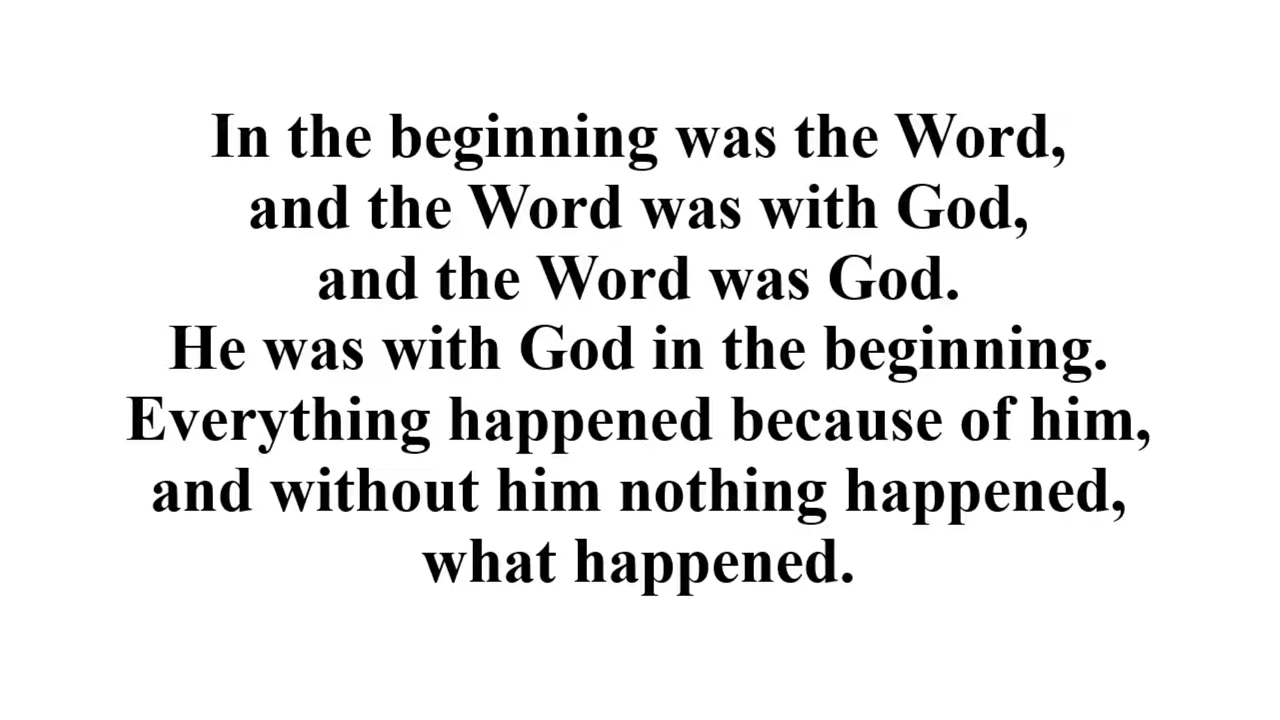 In the beginning was the Word,
and the Word was with God,
and the Word was God.
He was with God in the beginning.
Everything happened because of him,
and without him nothing happened,
what happened.